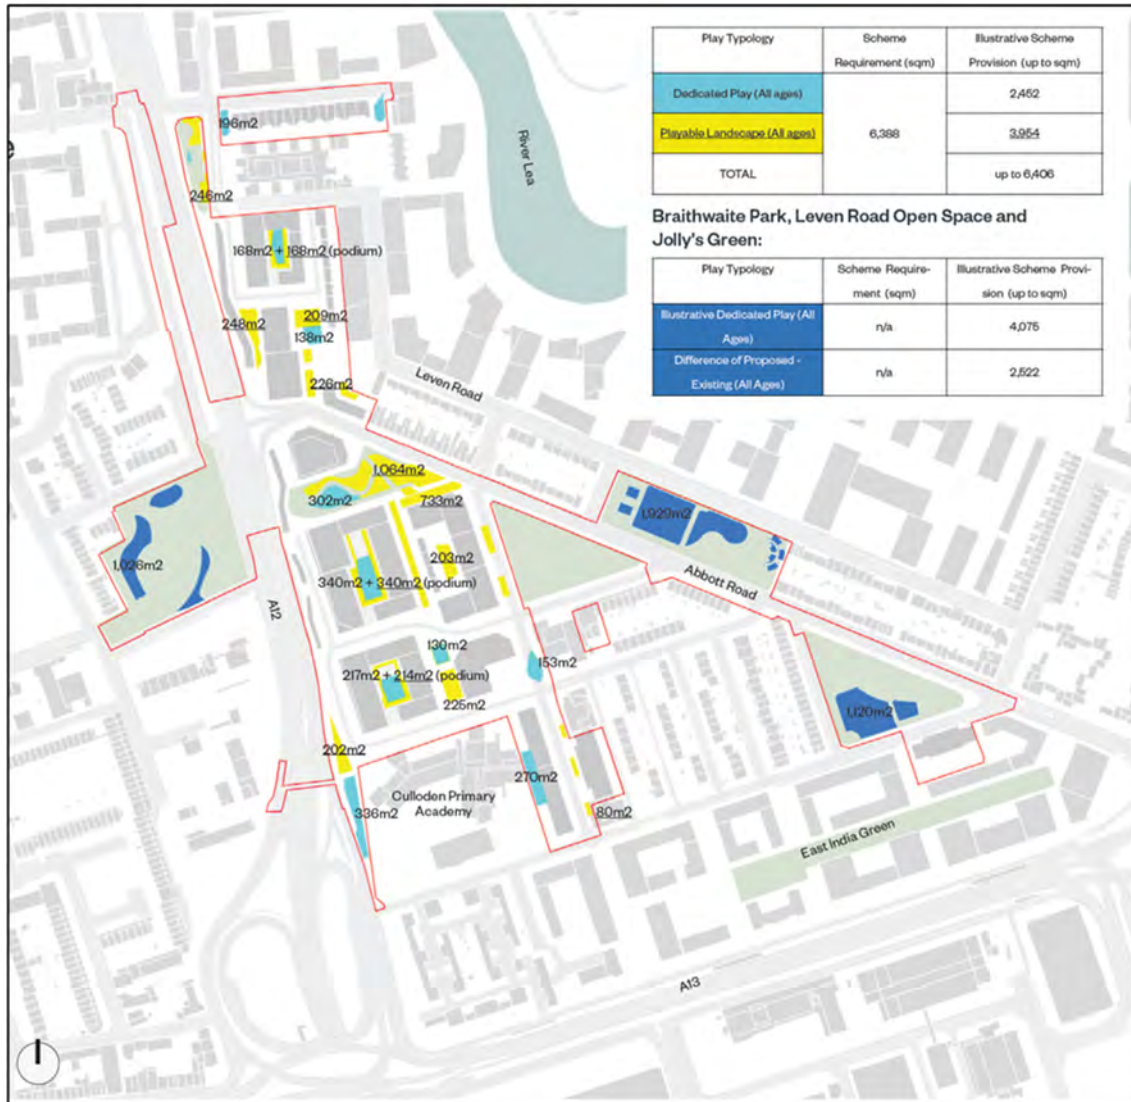 Play Typology
Scheme
Requirement (sqm)
Illustrative Scheme
Provision (up to sqm)
Dedicated Play (All ages)
6,388
2,452
Playable Landscape (All ages)
3,954
TOTAL
up to 6,406
Braithwaite Park, Leven Road Open Space and
Jolly's Green:
Play Typology
Scheme Require-
ment (sqm)
Illustrative Scheme Provi-
sion (up to sqm)
Illustrative Dedicated Play (All
Ages)
n/a
4,075
Difference of Proposed -
Existing (All Ages)
n/a
2,522
196m2
River Lea
246m2
168m2 + 168m2 (podium)
248m2
209m2
138m2
226m2
Leven Road
1,064m2
302m2
733m2
1,929m2
203m2
1,026m2
340m2 + 340m2 (podium)
Abbott Road
A12
130m2
153m2
217m2 + 214m2 (podium)
225m2
1,120m2
202m2
270m2
Culloden Primary
Academy
336m2
80m2
East India Green
A13